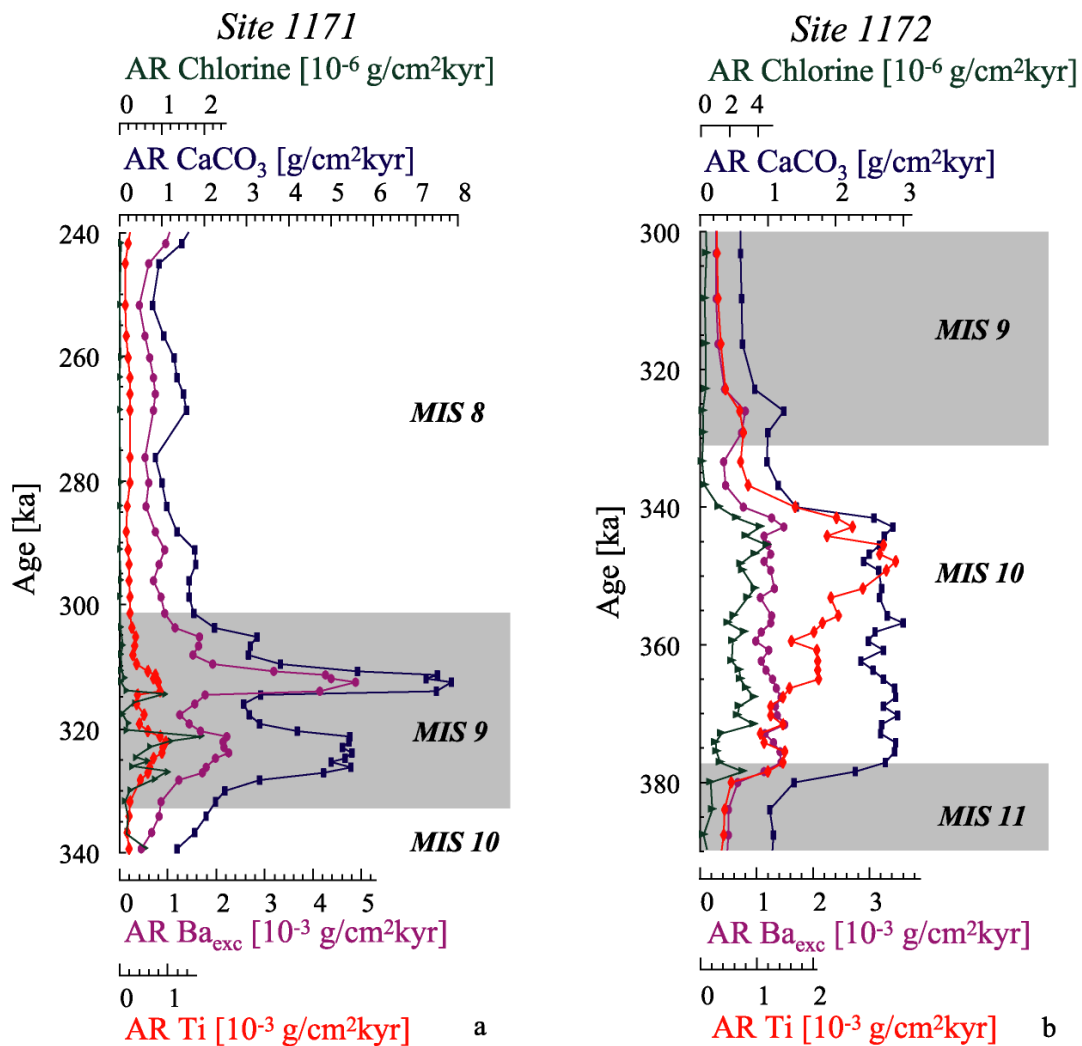 Site 1171
AR Chlorine [10⁻⁶ g/cm²kyr]
0 1 2
AR CaCO₃ [g/cm²kyr]
0 1 2 3 4 5 6 7 8
240
260
280
300
320
340
Age [ka]
MIS 8
MIS 9
MIS 10
0 1 2 3 4 5
AR Baₑₓc [10⁻³ g/cm²kyr]
0 1
AR Ti [10⁻³ g/cm²kyr]
a
Site 1172
AR Chlorine [10⁻⁶ g/cm²kyr]
0 2 4
AR CaCO₃ [g/cm²kyr]
0 1 2 3
300
320
340
360
380
Age [ka]
MIS 9
MIS 10
MIS 11
0 1 2 3
AR Baₑₓc [10⁻³ g/cm²kyr]
0 1 2
AR Ti [10⁻³ g/cm²kyr]
b